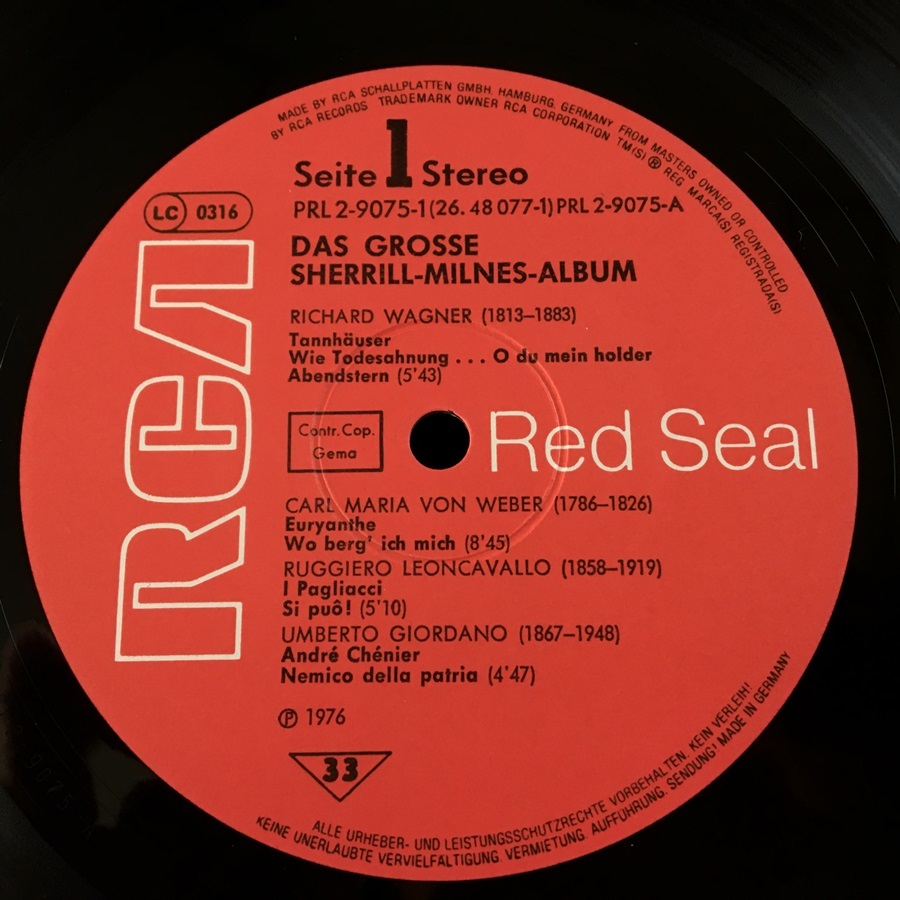 MADE BY RCA SCHALLPLATTEN GMBH. HAMBURG, GERMANY FROM MASTERS OWNED OR CONTROLLED
BY RCA RECORDS TRADEMARK OWNER RCA CORPORATION TM(S) ® REG MARCA(S) REGISTRADA(S)
Seite 1 Stereo
LC 0316
PRL 2-9075-1 (26. 48 077-1) PRL 2-9075-A
DAS GROSSE
SHERRILL-MILNES-ALBUM
RICHARD WAGNER (1813–1883)
Tannhäuser
Wie Todesahnung . . . O du mein holder
Abendstern (5'43)
RCA
Contr. Cop.
Gema
Red Seal
CARL MARIA VON WEBER (1786–1826)
Euryanthe
Wo berg' ich mich (8'45)
RUGGIERO LEONCAVALLO (1858–1919)
I Pagliacci
Si puô! (5'10)
UMBERTO GIORDANO (1867–1948)
André Chénier
Nemico della patria (4'47)
℗ 1976
33
ALLE URHEBER- UND LEISTUNGSSCHUTZRECHTE VORBEHALTEN. KEIN VERLEIH!
KEINE UNERLAUBTE VERVIELFALTIGUNG. VERMIETUNG. AUFFUHRUNG. SENDUNG! MADE IN GERMANY